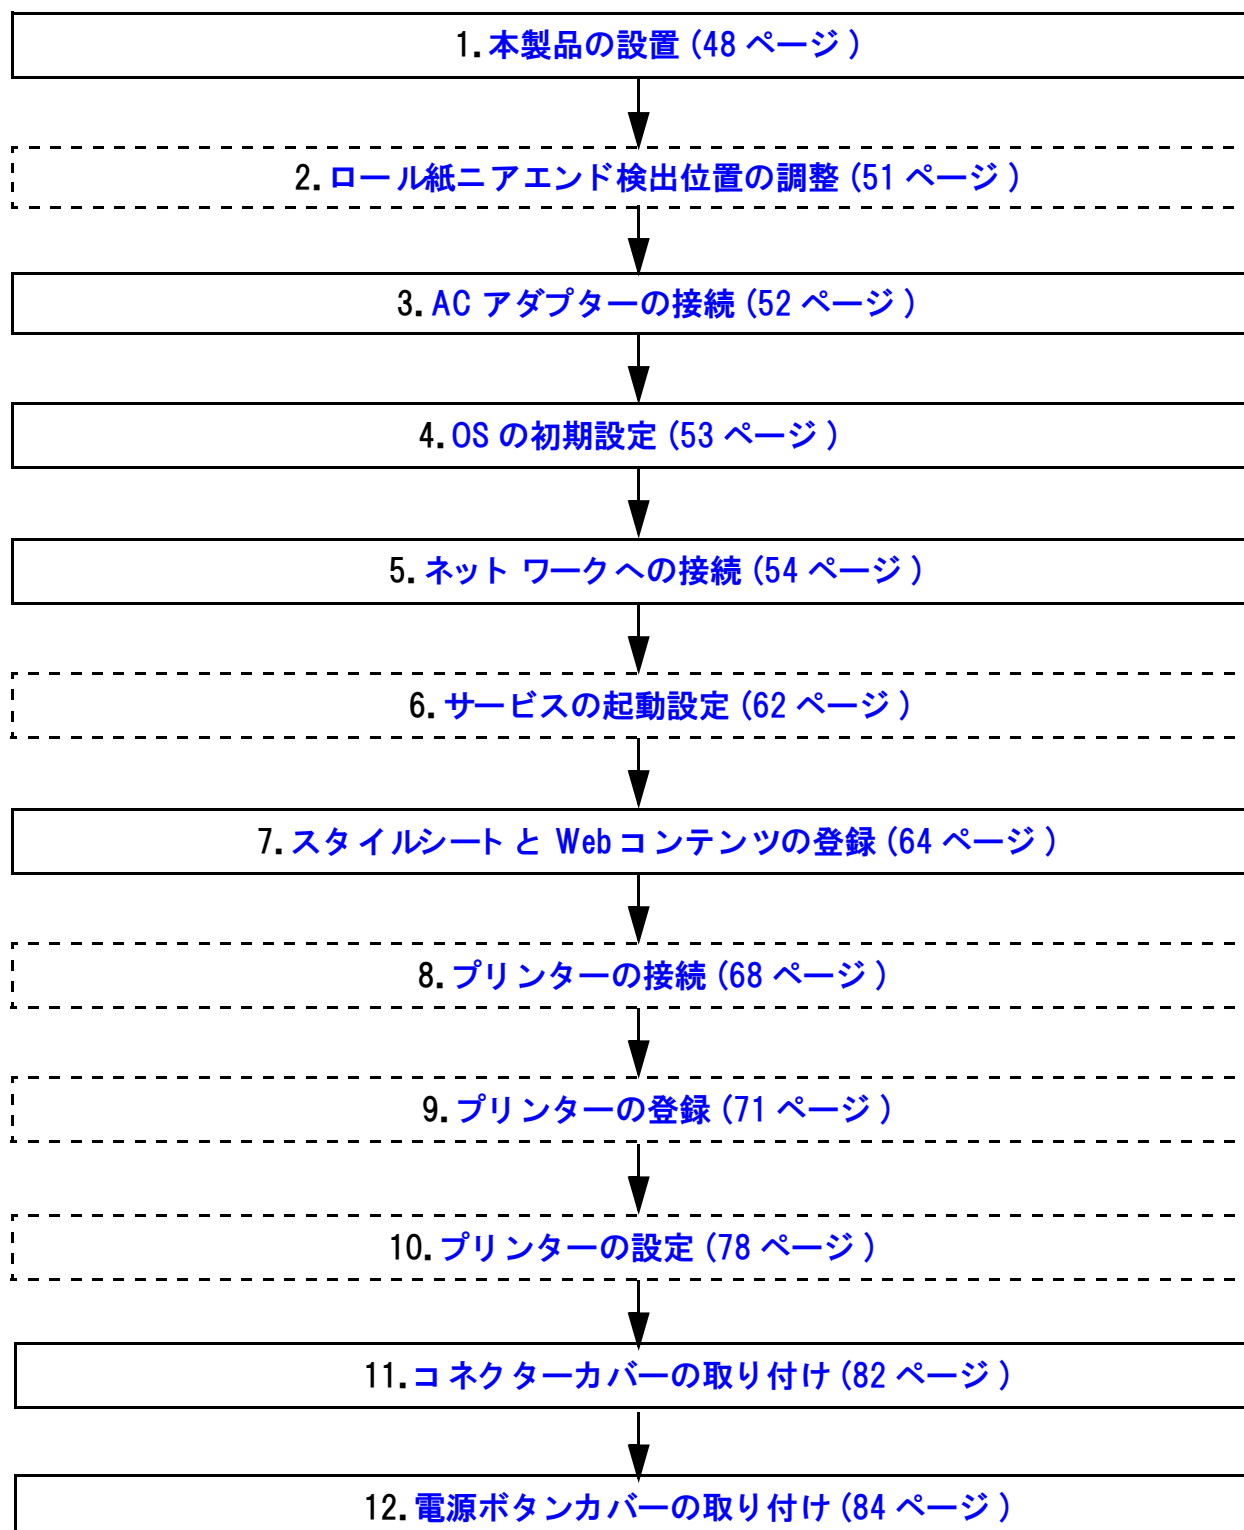 1. 本製品の設置 (48 ページ )
2. ロール紙ニアエンド検出位置の調整 (51 ページ )
3. AC アダプターの接続 (52 ページ )
4. OS の初期設定 (53 ページ )
5. ネットワークへの接続 (54 ページ )
6. サービスの起動設定 (62 ページ )
7. スタイルシートと Web コンテンツの登録 (64 ページ )
8. プリンターの接続 (68 ページ )
9. プリンターの登録 (71 ページ )
10. プリンターの設定 (78 ページ )
11. コネクターカバーの取り付け (82 ページ )
12. 電源ボタンカバーの取り付け (84 ページ )